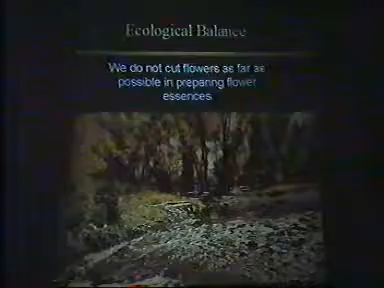 Ecological Balance
We do not cut flowers as far as
possible in preparing flower
essences.